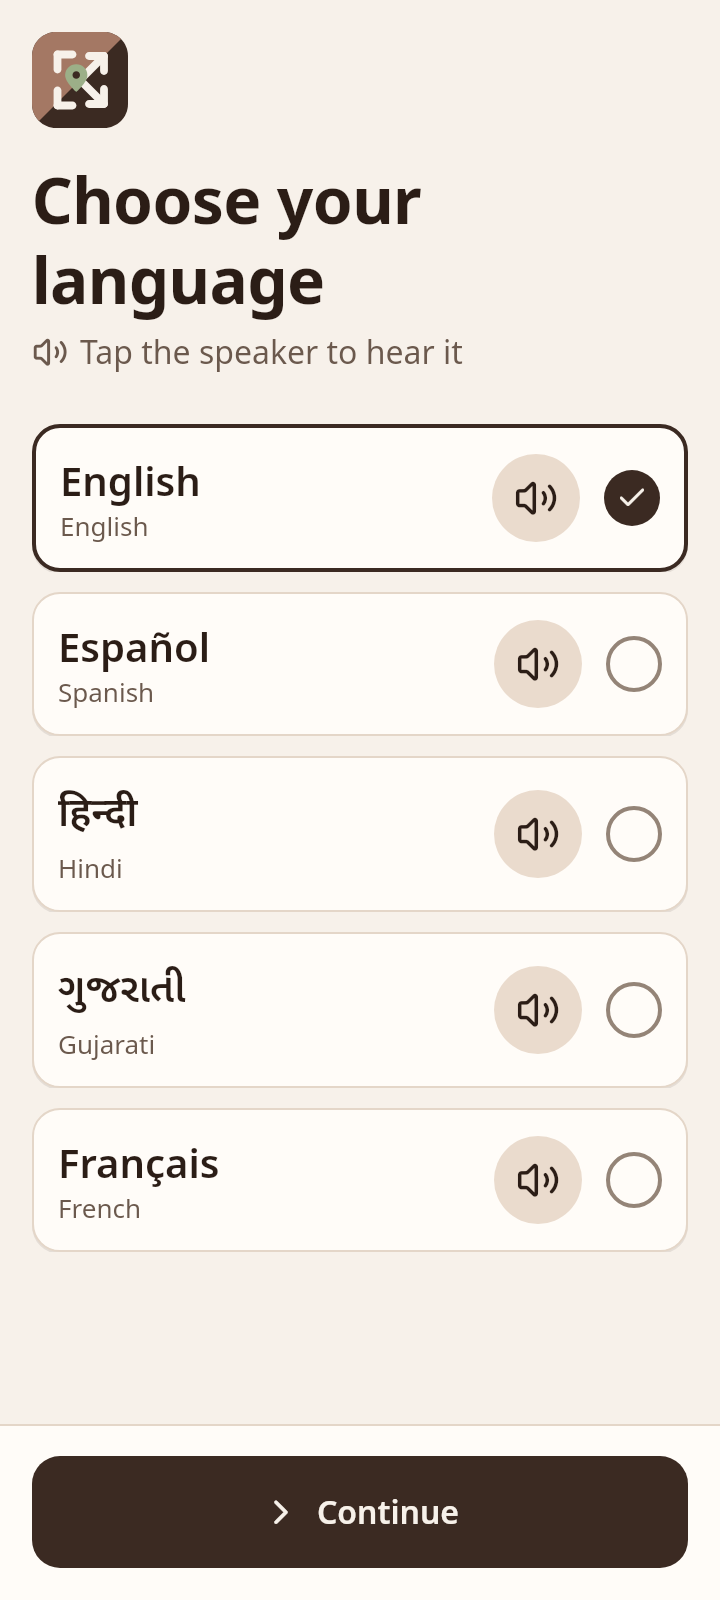 Choose your
language
Tap the speaker to hear it
English
English
Español
Spanish
हिन्दी
Hindi
ગુજરાતી
Gujarati
Français
French
Continue